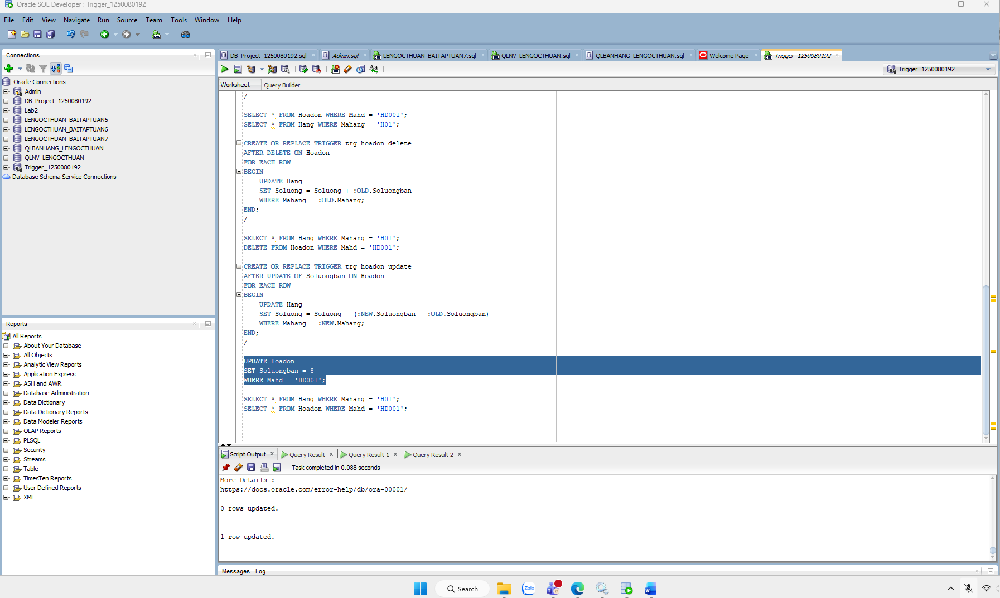 Oracle SQL Developer : Trigger_1250080192
File Edit View Navigate Run Source Team Tools Window Help
Connections
Oracle Connections
Admin
DB_Project_1250080192
Lab2
LENGOCTHUAN_BAITAPTUAN5
LENGOCTHUAN_BAITAPTUAN6
LENGOCTHUAN_BAITAPTUAN7
QLBANHANG_LENGOCTHUAN
QLNV_LENGOCTHUAN
Trigger_1250080192
Database Schema Service Connections
Reports
All Reports
About Your Database
All Objects
Analytic View Reports
Application Express
ASH and AWR
Database Administration
Data Dictionary
Data Dictionary Reports
Data Modeler Reports
OLAP Reports
PLSQL
Security
Streams
Table
TimesTen Reports
User Defined Reports
XML
DB_Project_1250080192.sql Admin.sql LENGOCTHUAN_BAITAPTUAN7.sql QLNV_LENGOCTHUAN.sql QLBANHANG_LENGOCTHUAN.sql Welcome Page Trigger_1250080192
Trigger_1250080192
Worksheet Query Builder
/
SELECT * FROM Hoadon WHERE Mahd = 'HD001';
SELECT * FROM Hang WHERE Mahang = 'H01';
CREATE OR REPLACE TRIGGER trg_hoadon_delete
AFTER DELETE ON Hoadon
FOR EACH ROW
BEGIN
UPDATE Hang
SET Soluong = Soluong + :OLD.Soluongban
WHERE Mahang = :OLD.Mahang;
END;
/
SELECT * FROM Hang WHERE Mahang = 'H01';
DELETE FROM Hoadon WHERE Mahd = 'HD001';
CREATE OR REPLACE TRIGGER trg_hoadon_update
AFTER UPDATE OF Soluongban ON Hoadon
FOR EACH ROW
BEGIN
UPDATE Hang
SET Soluong = Soluong - (:NEW.Soluongban - :OLD.Soluongban)
WHERE Mahang = :NEW.Mahang;
END;
/
UPDATE Hoadon
SET Soluongban = 8
WHERE Mahd = 'HD001';
SELECT * FROM Hang WHERE Mahang = 'H01';
SELECT * FROM Hoadon WHERE Mahd = 'HD001';
Script Output Query Result Query Result 1 Query Result 2
Task completed in 0.088 seconds
More Details :
https://docs.oracle.com/error-help/db/ora-00001/
0 rows updated.
1 row updated.
Messages - Log
Search
Zalo